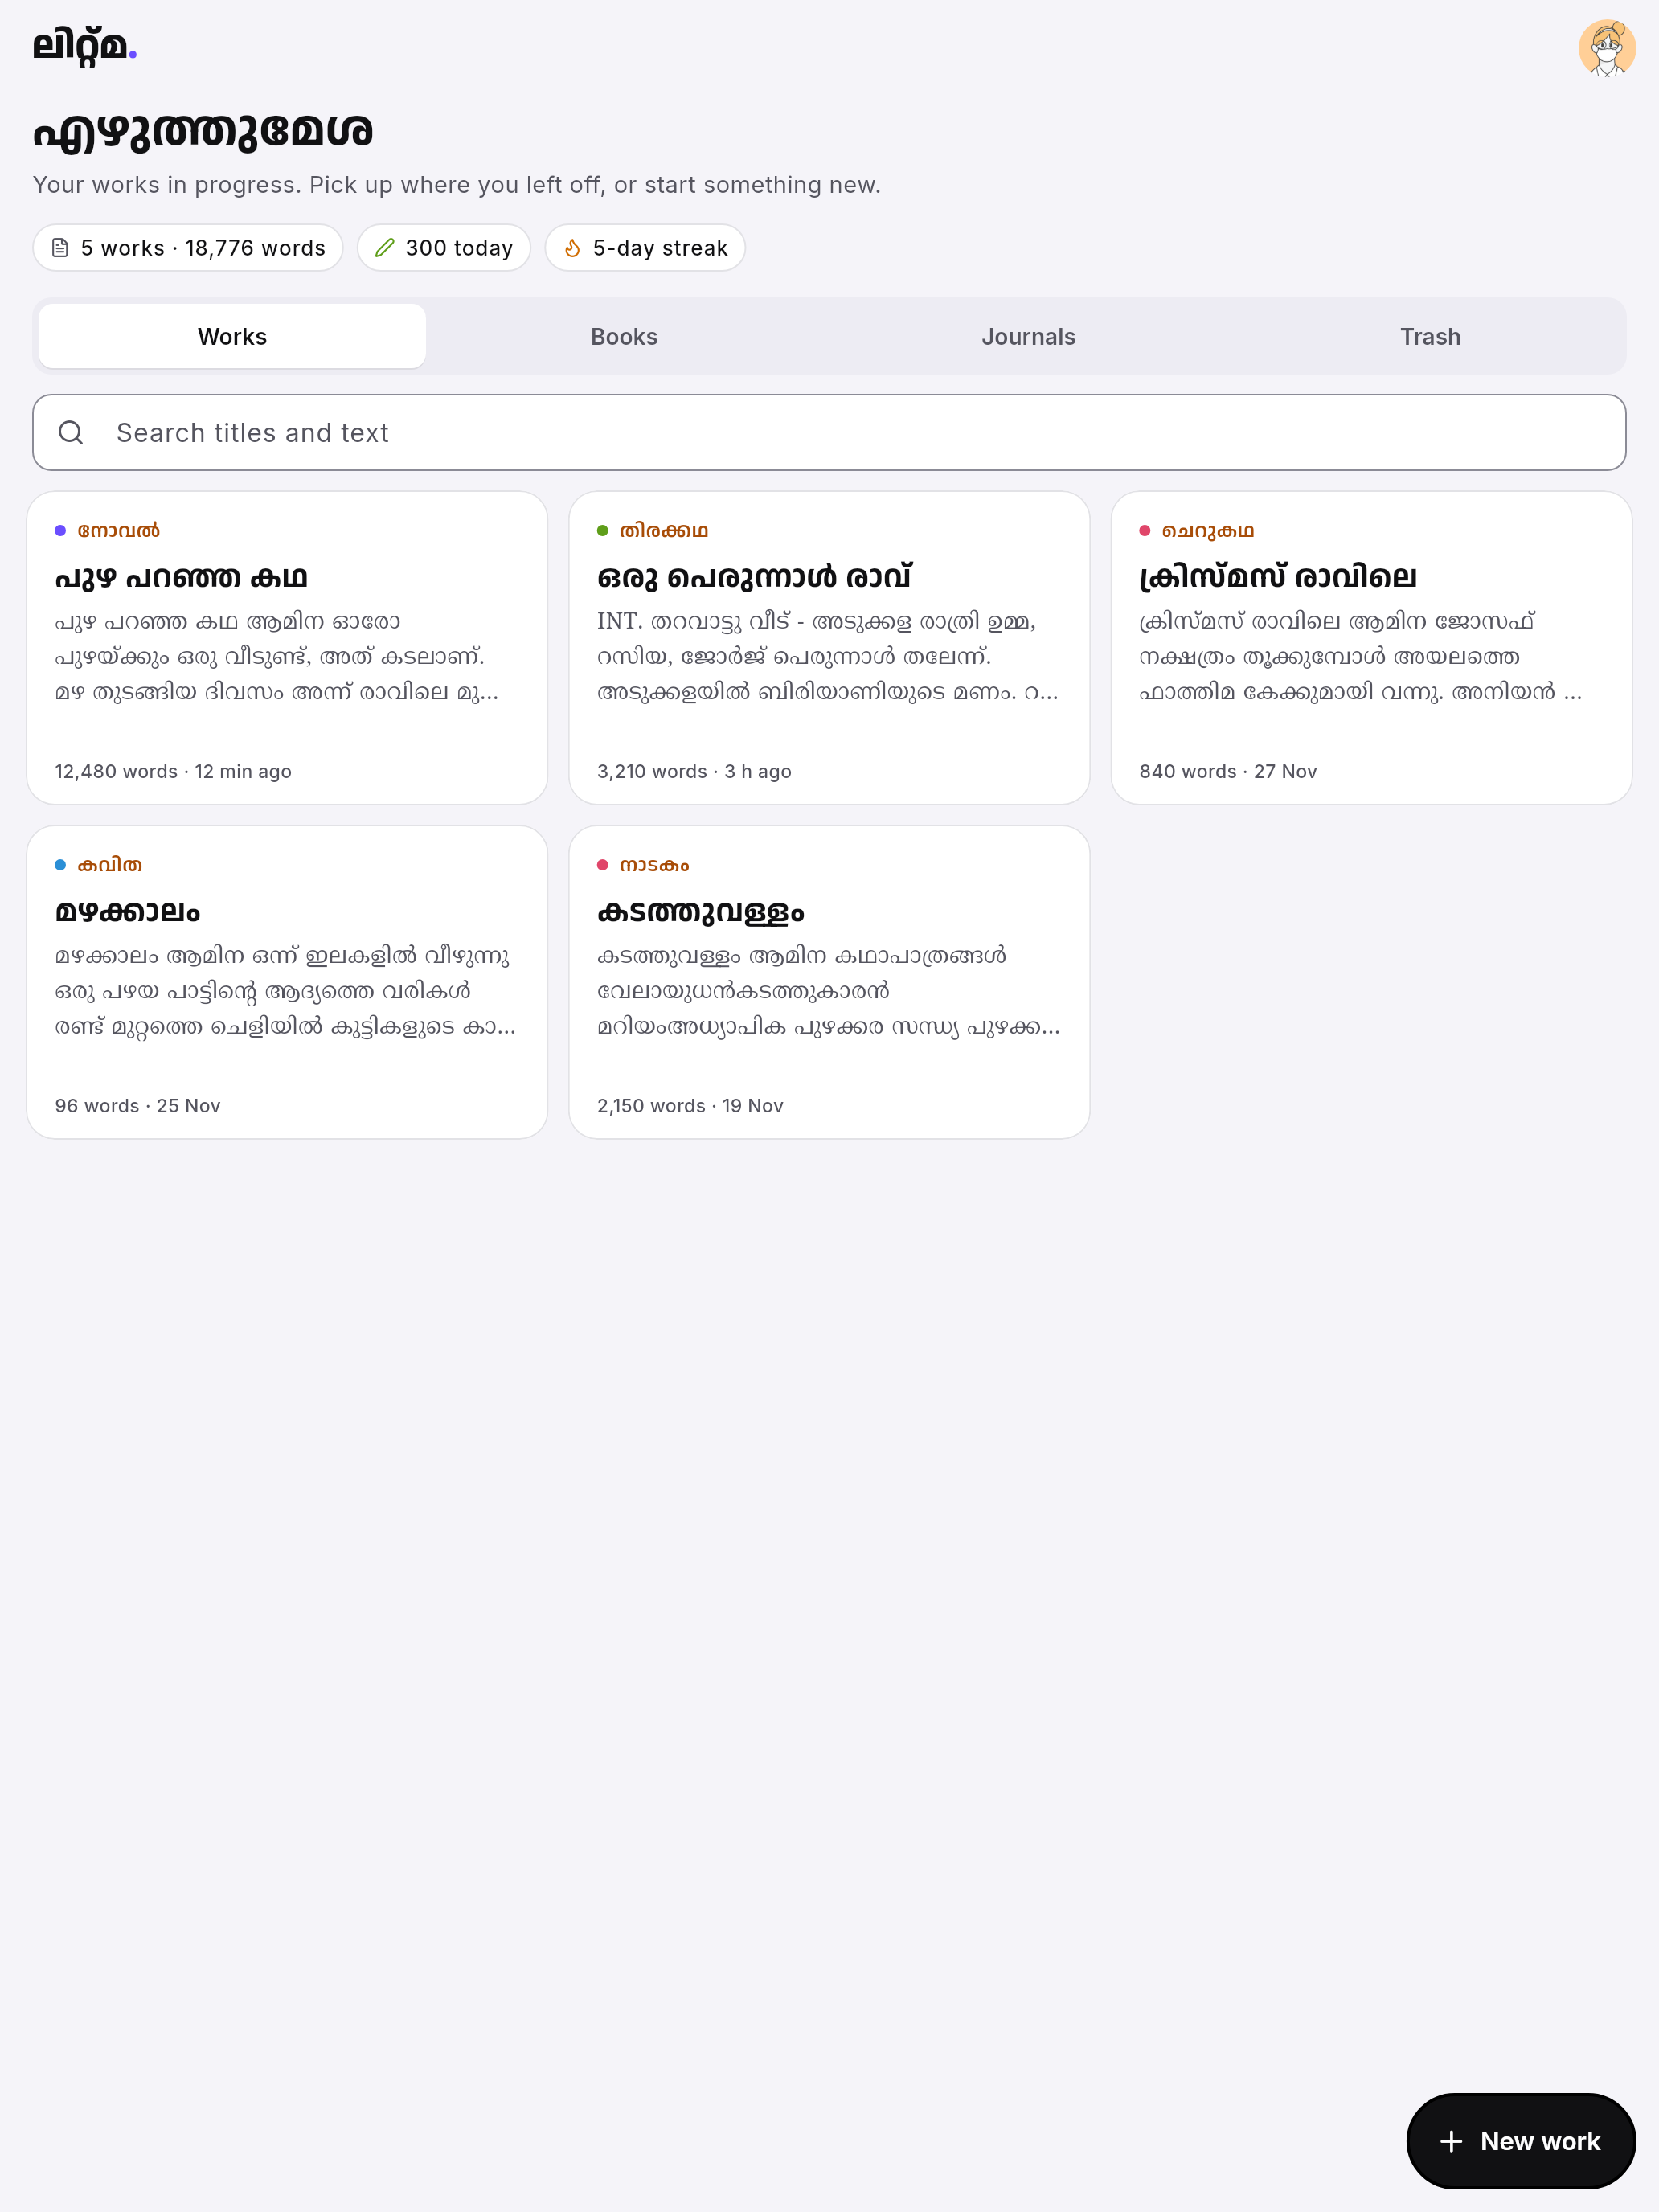 ലിറ്റ്മ.
എഴുത്തുമേശ
Your works in progress. Pick up where you left off, or start something new.
5 works · 18,776 words
300 today
5-day streak
Works
Books
Journals
Trash
Search titles and text
നോവൽ
പുഴ പറഞ്ഞ കഥ
പുഴ പറഞ്ഞ കഥ ആമിന ഓരോ
പുഴയ്ക്കും ഒരു വീടുണ്ട്, അത് കടലാണ്.
മഴ തുടങ്ങിയ ദിവസം അന്ന് രാവിലെ മു...
12,480 words · 12 min ago
തിരക്കഥ
ഒരു പെരുന്നാൾ രാവ്
INT. തറവാട്ടു വീട് - അടുക്കള രാത്രി ഉമ്മ,
റസിയ, ജോർജ് പെരുന്നാൾ തലേന്ന്.
അടുക്കളയിൽ ബിരിയാണിയുടെ മണം. റ...
3,210 words · 3 h ago
ചെറുകഥ
ക്രിസ്മസ് രാവിലെ
ക്രിസ്മസ് രാവിലെ ആമിന ജോസഫ്
നക്ഷത്രം തൂക്കുമ്പോൾ അയലത്തെ
ഫാത്തിമ കേക്കുമായി വന്നു. അനിയൻ ...
840 words · 27 Nov
കവിത
മഴക്കാലം
മഴക്കാലം ആമിന ഒന്ന് ഇലകളിൽ വീഴുന്നു
ഒരു പഴയ പാട്ടിന്റെ ആദ്യത്തെ വരികൾ
രണ്ട് മുറ്റത്തെ ചെളിയിൽ കുട്ടികളുടെ കാ...
96 words · 25 Nov
നാടകം
കടത്തുവള്ളം
കടത്തുവള്ളം ആമിന കഥാപാത്രങ്ങൾ
വേലായുധൻകടത്തുകാരൻ
മറിയംഅധ്യാപിക പുഴക്കര സന്ധ്യ പുഴക്ക...
2,150 words · 19 Nov
New work